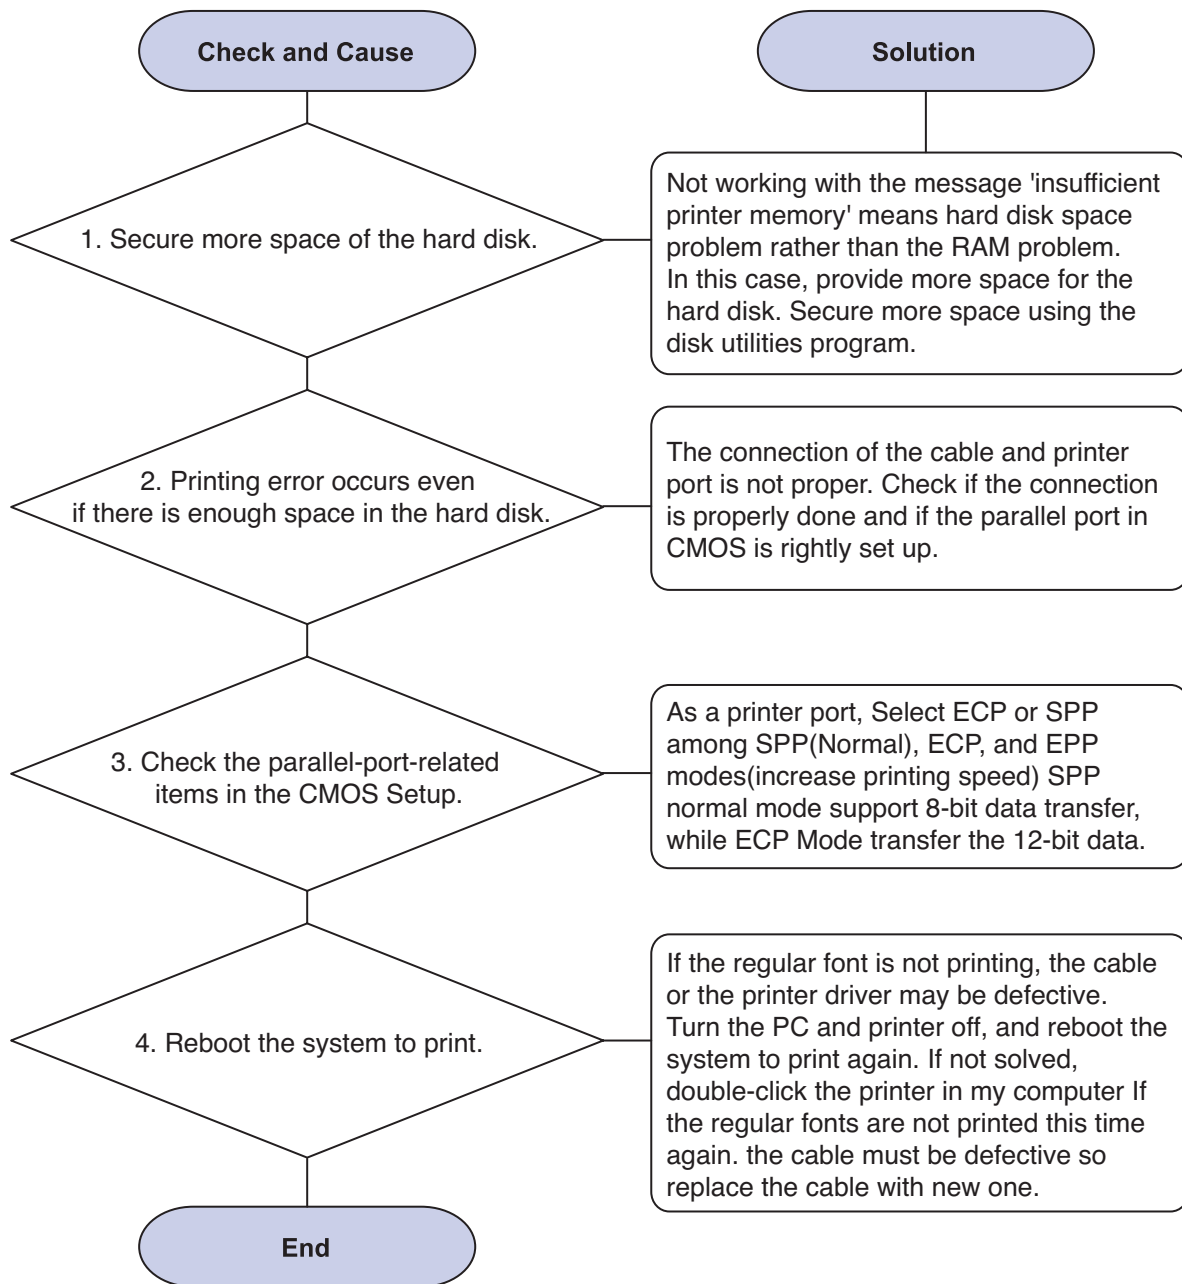 Check and Cause
Solution
1. Secure more space of the hard disk.
Not working with the message 'insufficient
printer memory' means hard disk space
problem rather than the RAM problem.
In this case, provide more space for the
hard disk. Secure more space using the
disk utilities program.
2. Printing error occurs even
if there is enough space in the hard disk.
The connection of the cable and printer
port is not proper. Check if the connection
is properly done and if the parallel port in
CMOS is rightly set up.
3. Check the parallel-port-related
items in the CMOS Setup.
As a printer port, Select ECP or SPP
among SPP(Normal), ECP, and EPP
modes(increase printing speed) SPP
normal mode support 8-bit data transfer,
while ECP Mode transfer the 12-bit data.
4. Reboot the system to print.
If the regular font is not printing, the cable
or the printer driver may be defective.
Turn the PC and printer off, and reboot the
system to print again. If not solved,
double-click the printer in my computer If
the regular fonts are not printed this time
again. the cable must be defective so
replace the cable with new one.
End